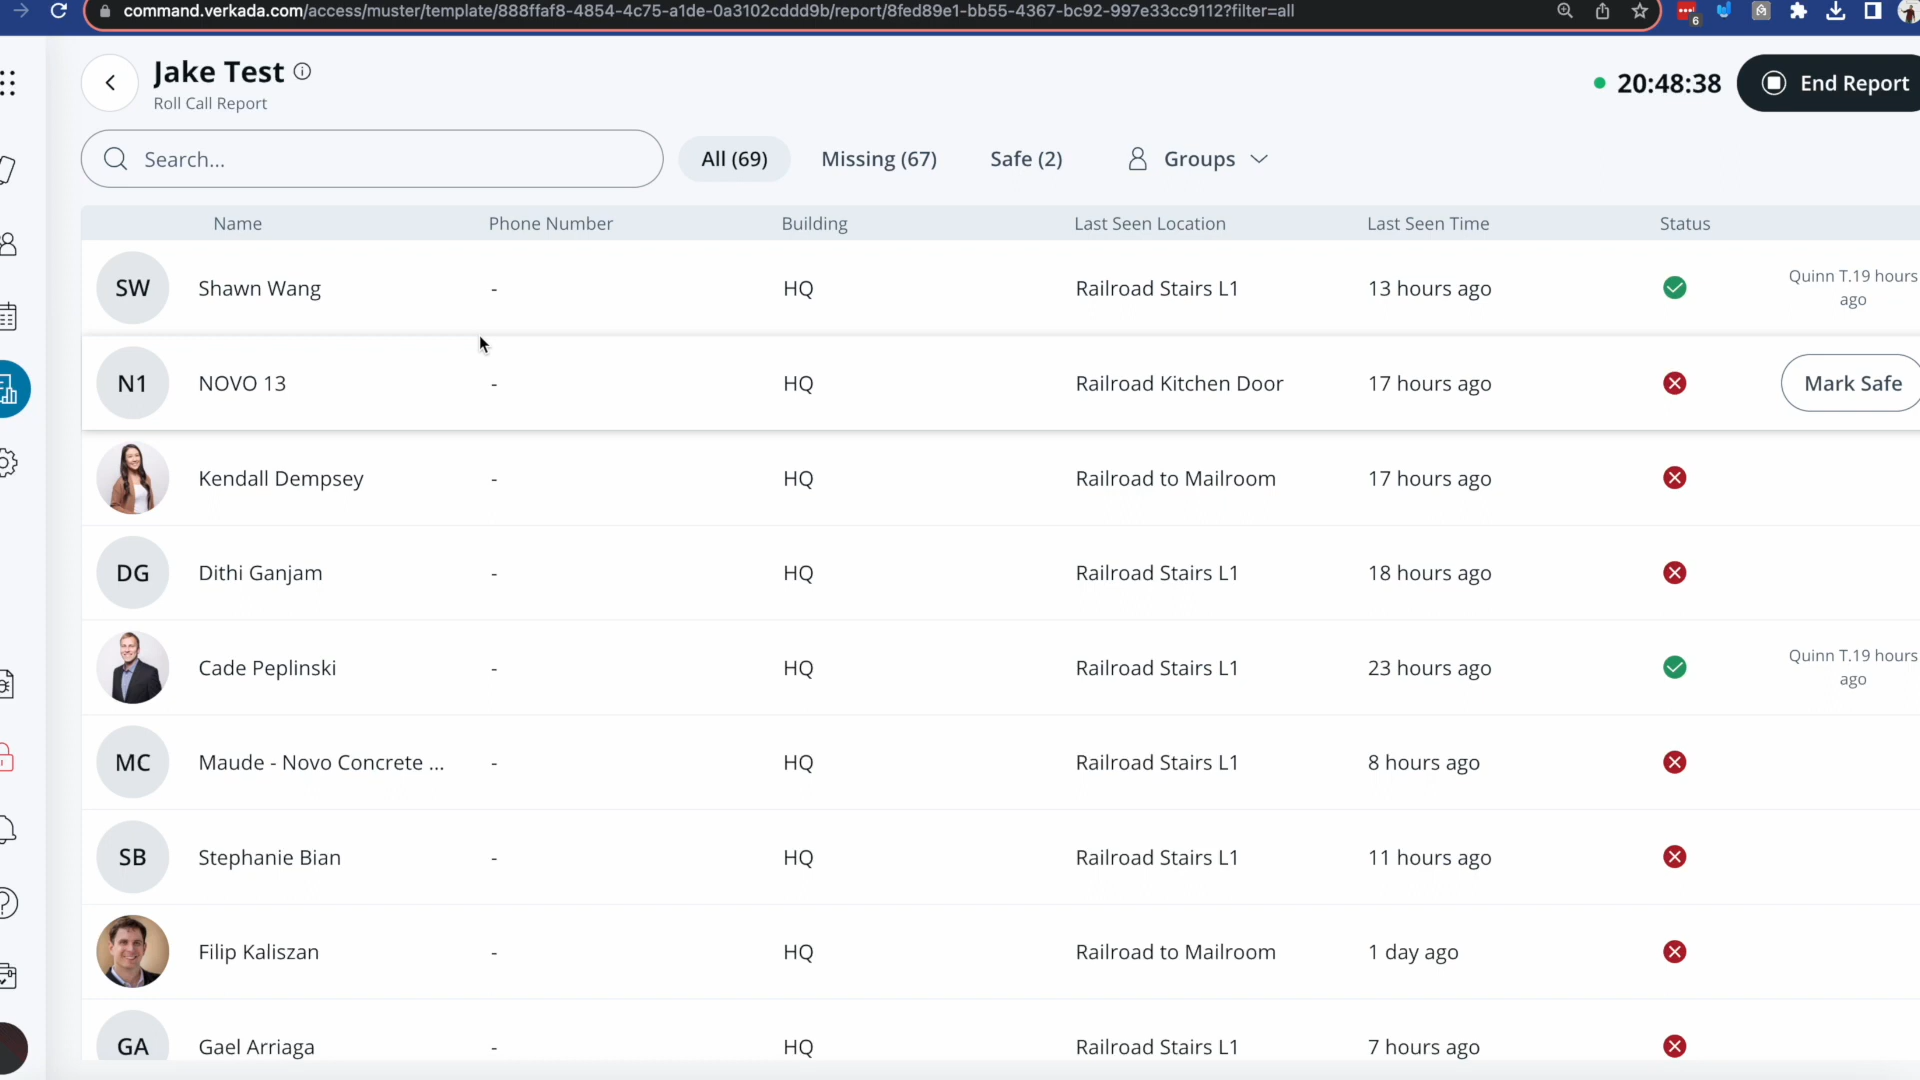 command.verkada.com/access/muster/template/888ffaf8-4854-4c75-a1de-0a3102cddd9b/report/8fed89e1-bb55-4367-bc92-997e33cc9112?filter=all
6
Jake Test
Roll Call Report
20:48:38
End Report
Search...
All (69)
Missing (67)
Safe (2)
Groups
Name Phone Number Building Last Seen Location Last Seen Time Status
SW Shawn Wang - HQ Railroad Stairs L1 13 hours ago Quinn T.19 hours
ago
N1 NOVO 13 - HQ Railroad Kitchen Door 17 hours ago Mark Safe
Kendall Dempsey - HQ Railroad to Mailroom 17 hours ago
DG Dithi Ganjam - HQ Railroad Stairs L1 18 hours ago
Cade Peplinski - HQ Railroad Stairs L1 23 hours ago Quinn T.19 hours
ago
MC Maude - Novo Concrete ... - HQ Railroad Stairs L1 8 hours ago
SB Stephanie Bian - HQ Railroad Stairs L1 11 hours ago
Filip Kaliszan - HQ Railroad to Mailroom 1 day ago
GA Gael Arriaga - HQ Railroad Stairs L1 7 hours ago